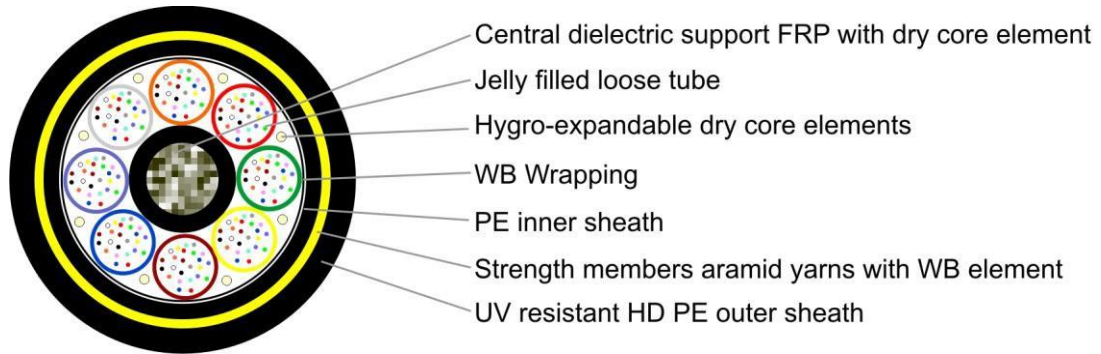 Central dielectric support FRP with dry core element
Jelly filled loose tube
Hygro-expandable dry core elements
WB Wrapping
PE inner sheath
Strength members aramid yarns with WB element
UV resistant HD PE outer sheath